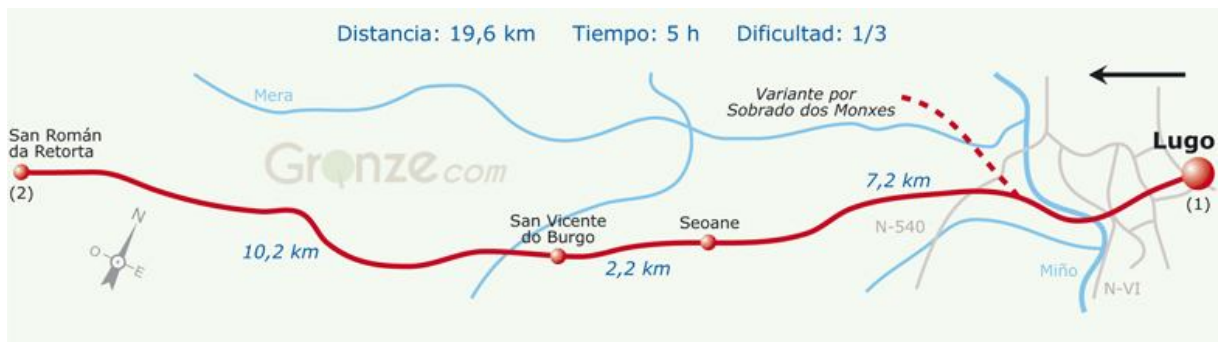 Distancia: 19,6 km Tiempo: 5 h Dificultad: 1/3
Mera
Variante por
Sobrado dos Monxes
Lugo
(1)
San Román
da Retorta
(2)
Gronze.com
7,2 km
N-540
San Vicente
do Burgo
Seoane
10,2 km
2,2 km
Miño
N-VI
N
O
E